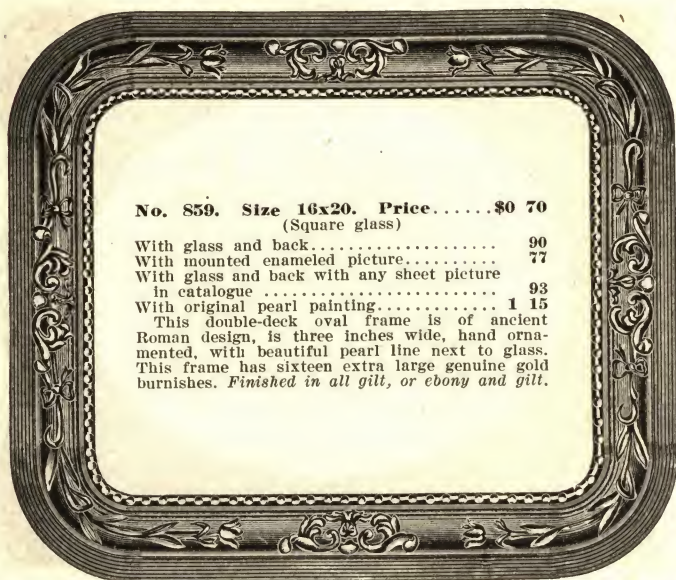 No. 859. Size 16x20. Price......$0 70
(Square glass)
With glass and back..................... 90
With mounted enameled picture.......... 77
With glass and back with any sheet picture
in catalogue .......................... 93
With original pearl painting............. 1 15
This double-deck oval frame is of ancient
Roman design, is three inches wide, hand orna-
mented, with beautiful pearl line next to glass.
This frame has sixteen extra large genuine gold
burnishes. Finished in all gilt, or ebony and gilt.